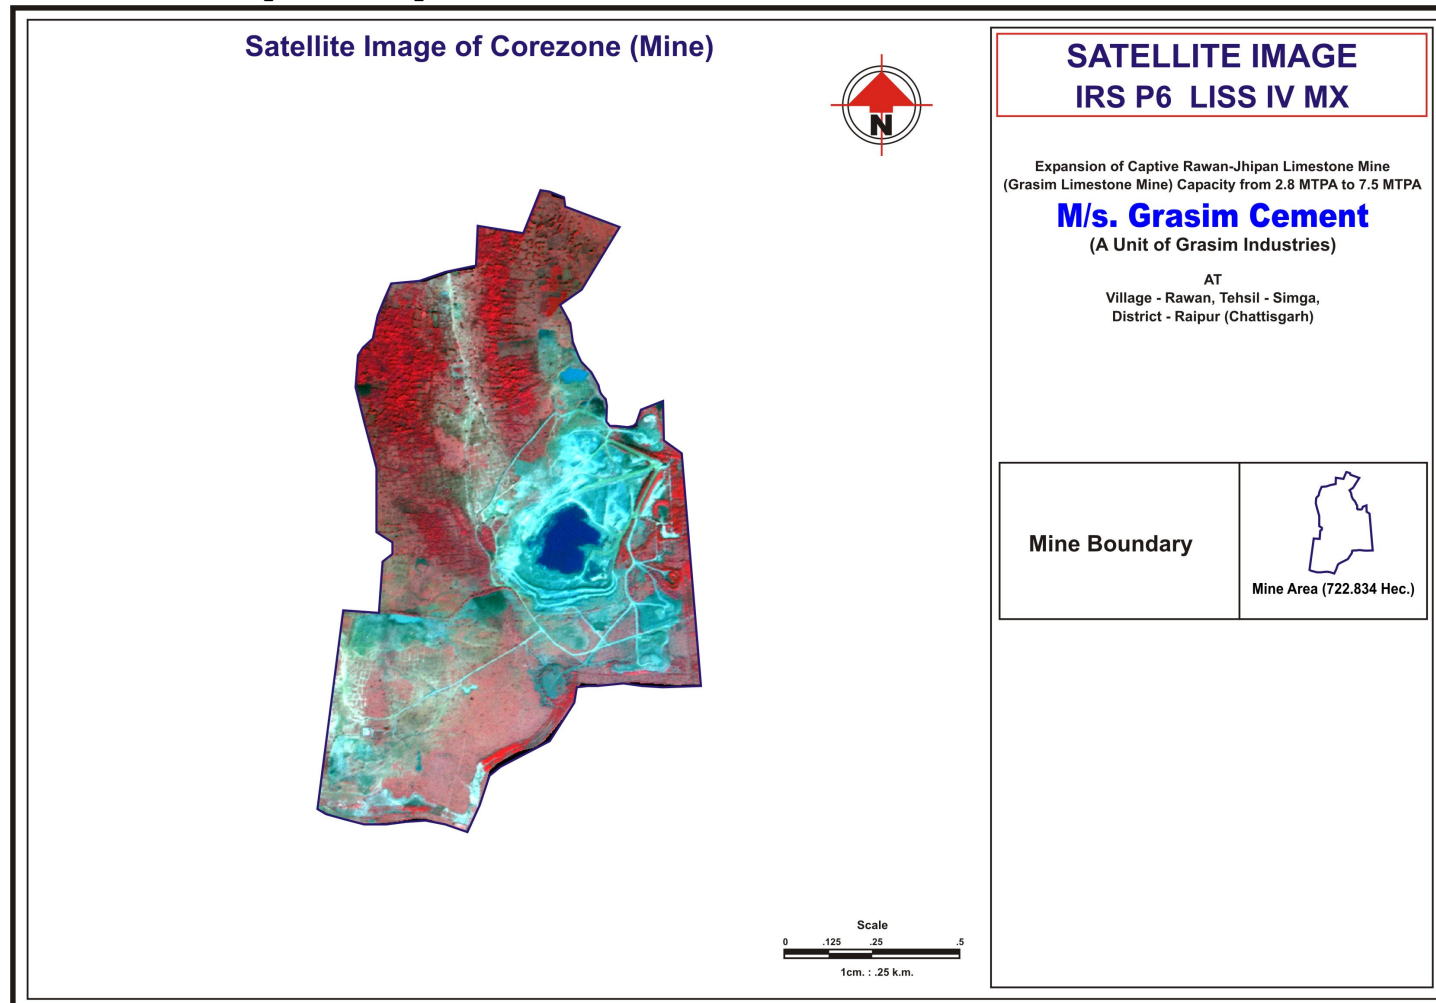 Satellite Image of Corezone (Mine)
N
SATELLITE IMAGE
IRS P6 LISS IV MX
Expansion of Captive Rawan-Jhipan Limestone Mine
(Grasim Limestone Mine) Capacity from 2.8 MTPA to 7.5 MTPA
M/s. Grasim Cement
(A Unit of Grasim Industries)
AT
Village - Rawan, Tehsil - Simga,
District - Raipur (Chattisgarh)
Mine Boundary
Mine Area (722.834 Hec.)
Scale
0 .125 .25 .5
1cm. : .25 k.m.